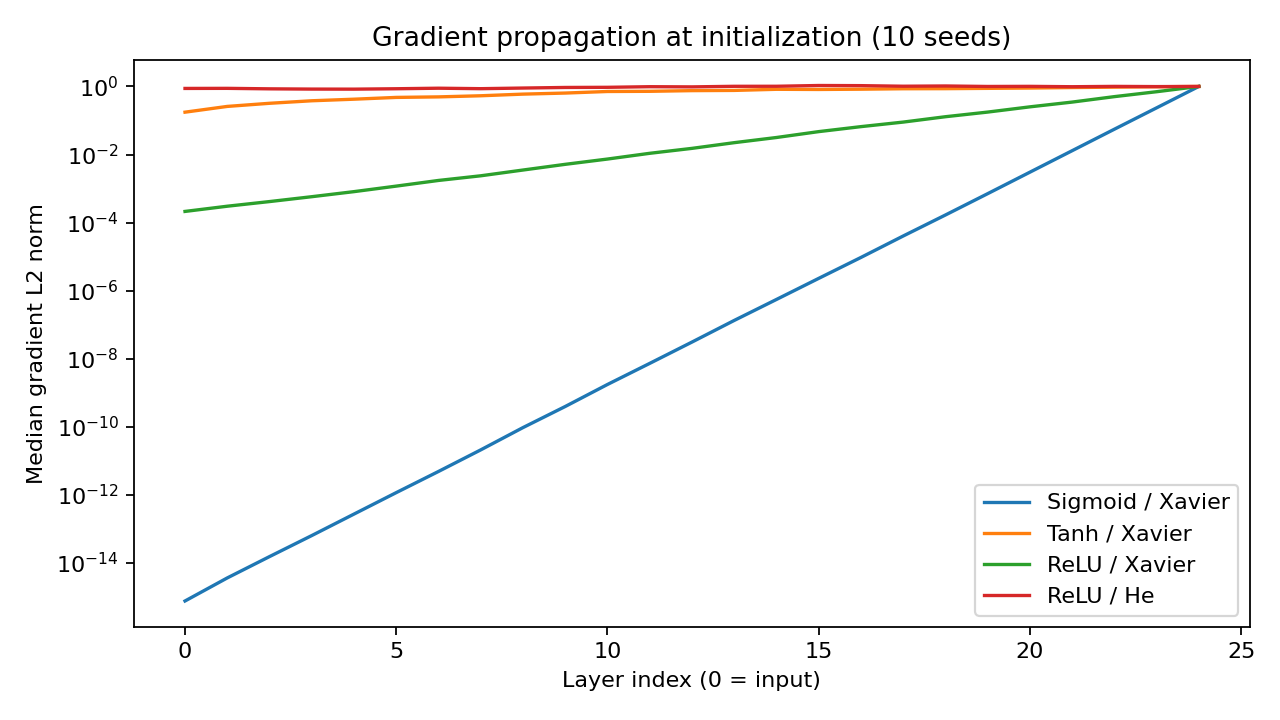 Gradient propagation at initialization (10 seeds)
Median gradient L2 norm
10⁰
10⁻²
10⁻⁴
10⁻⁶
10⁻⁸
10⁻¹⁰
10⁻¹²
10⁻¹⁴
Sigmoid / Xavier
Tanh / Xavier
ReLU / Xavier
ReLU / He
0 5 10 15 20 25
Layer index (0 = input)